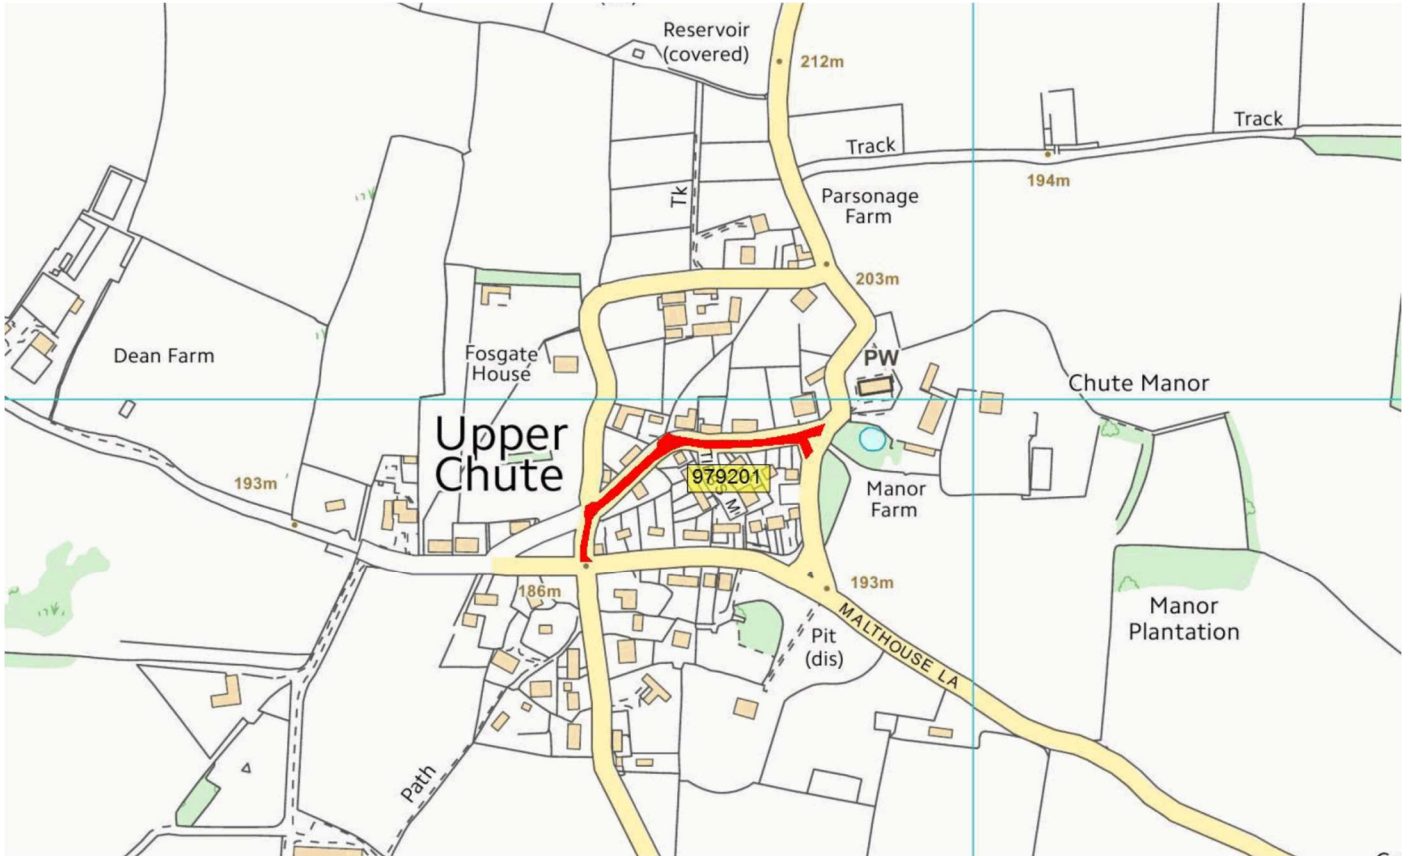 Reservoir
(covered)
212m
Track
Track
194m
Tk
Parsonage
Farm
203m
Dean Farm
Fosgate
House
PW
Chute Manor
Upper
Chute
193m
979201
Manor
Farm
186m
193m
MALTHOUSE LA
Pit
(dis)
Manor
Plantation
Path